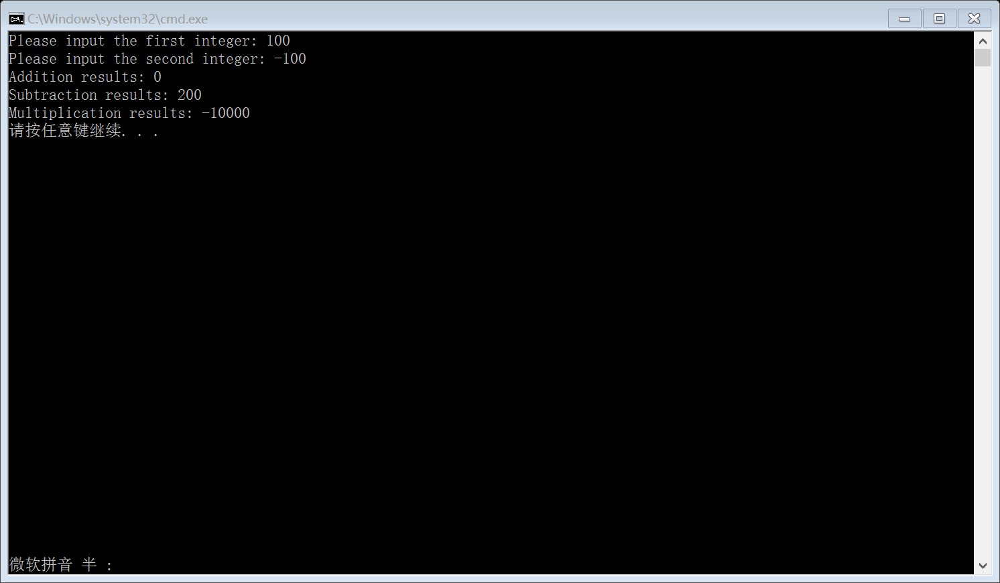 C:\Windows\system32\cmd.exe
Please input the first integer: 100
Please input the second integer: -100
Addition results: 0
Subtraction results: 200
Multiplication results: -10000
请按任意键继续. . .
微软拼音 半 :